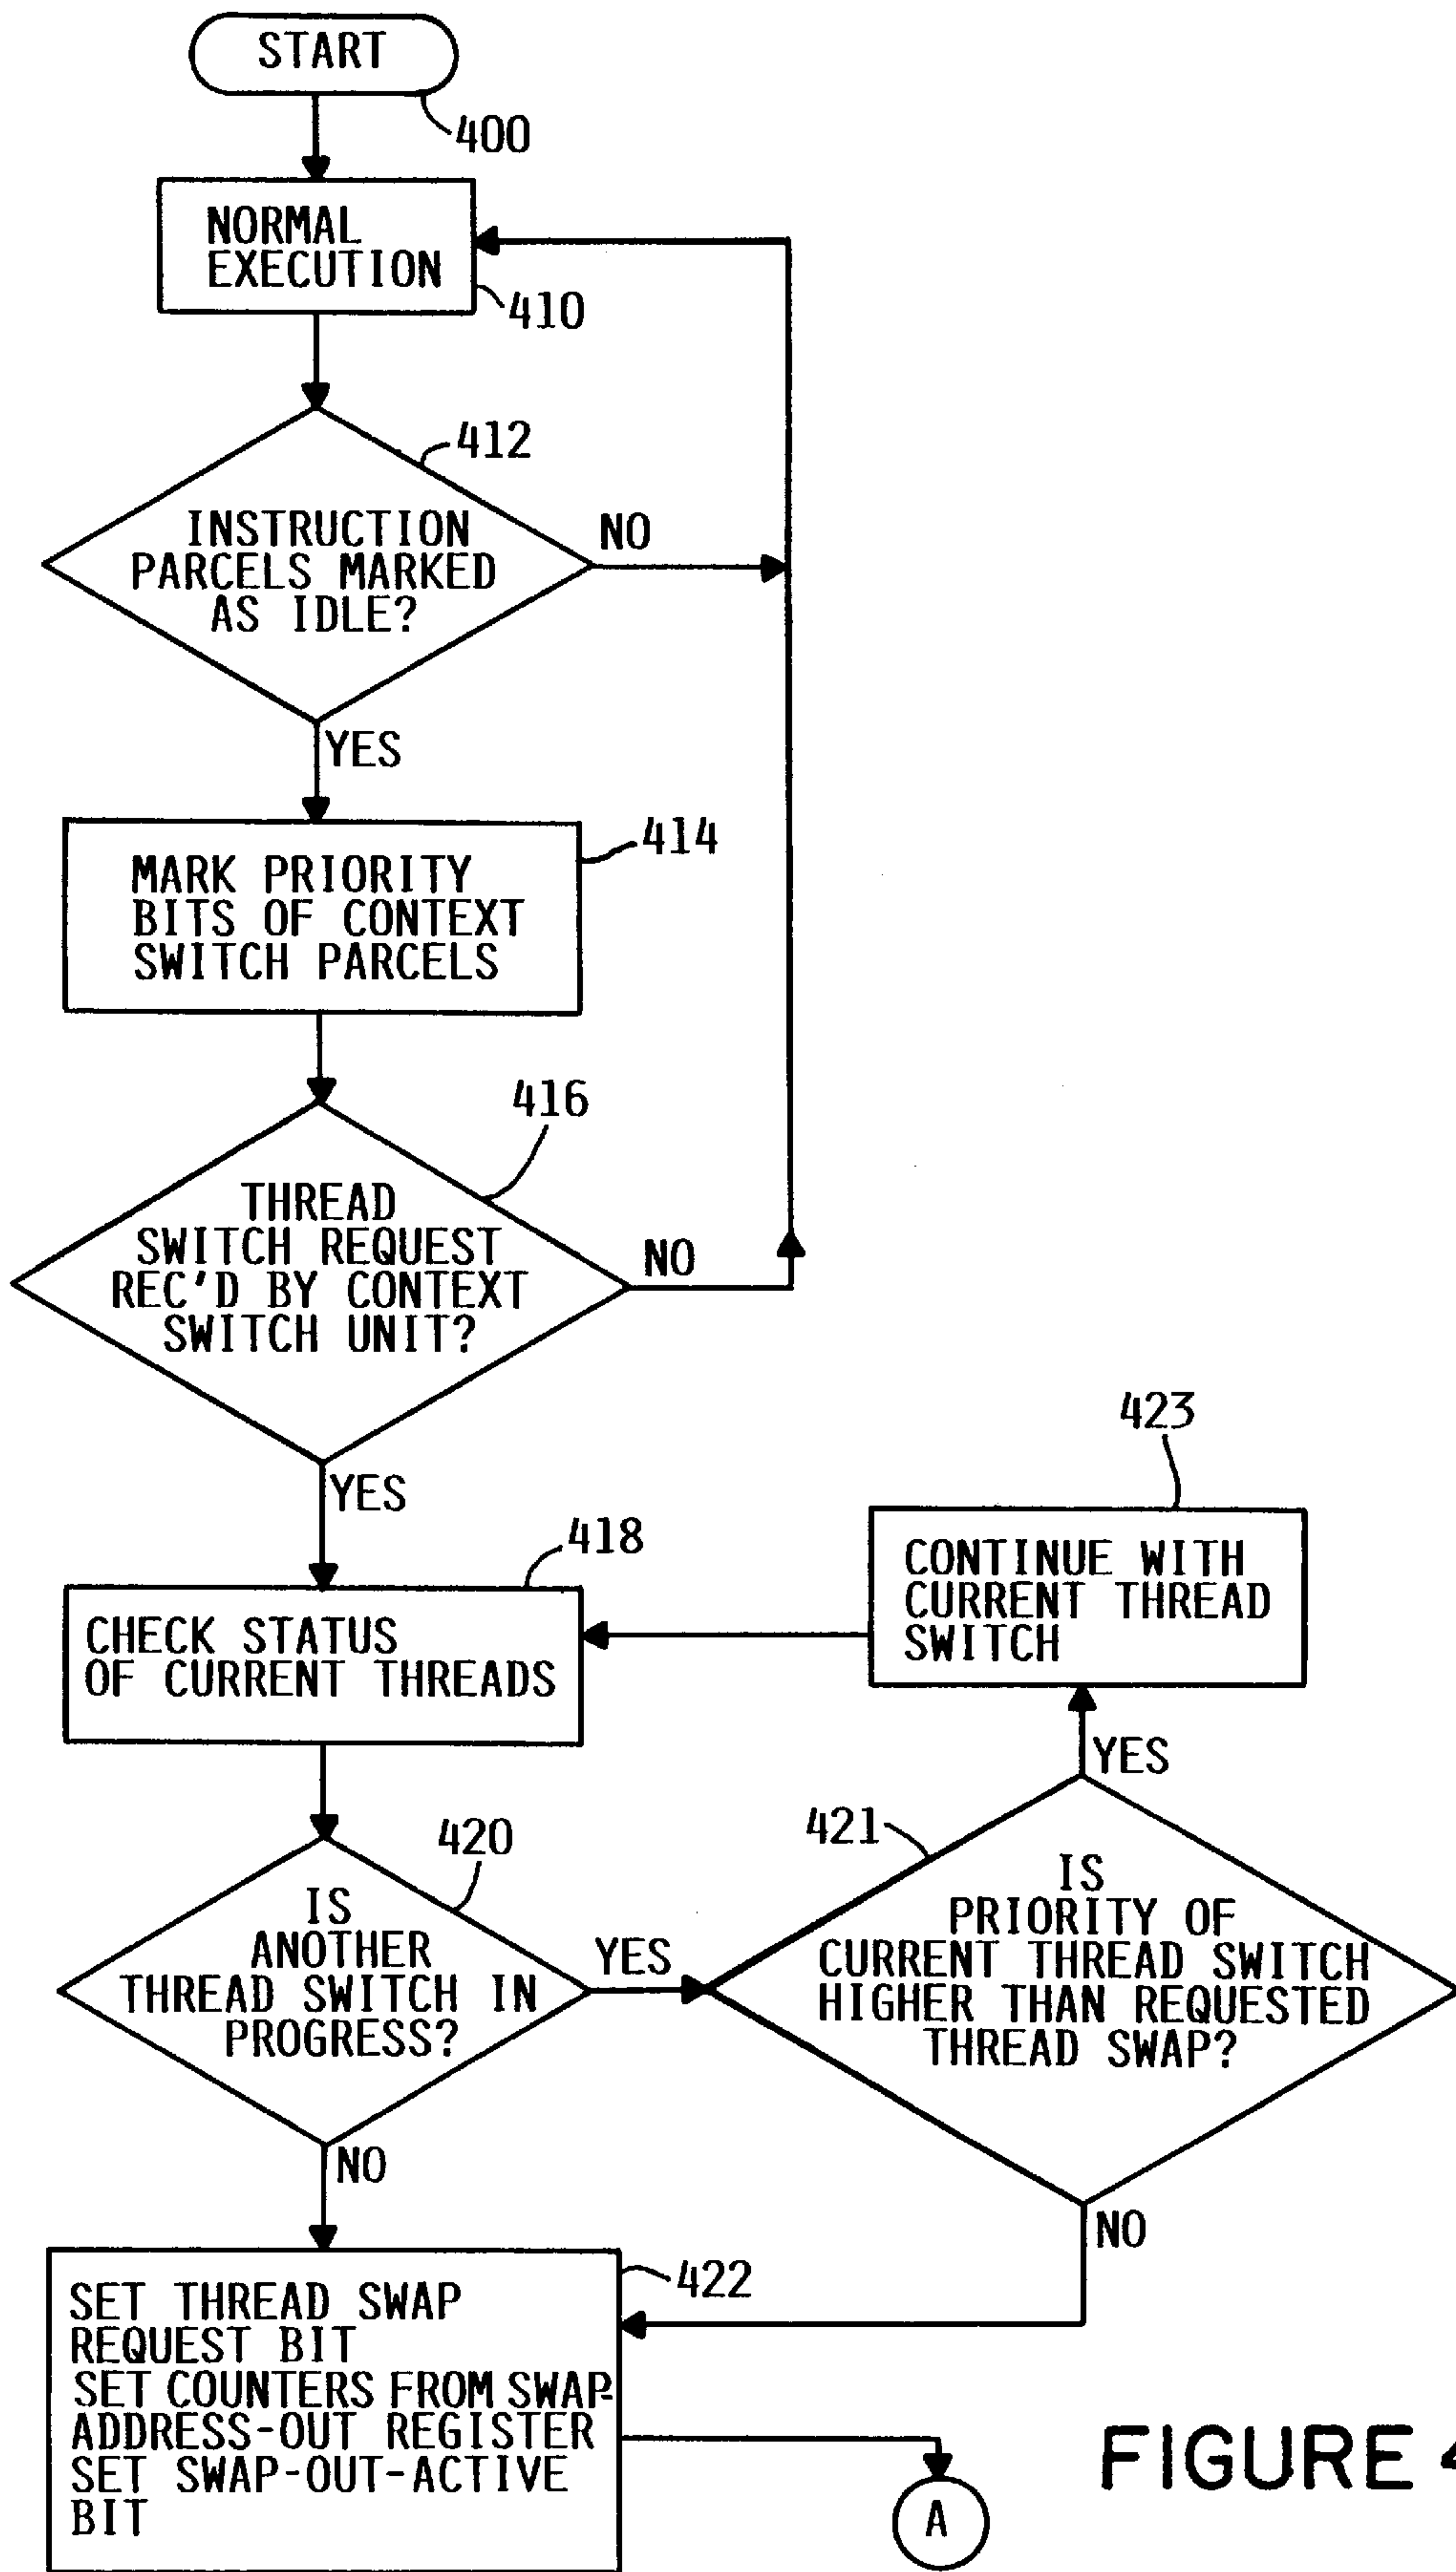 START
400
NORMAL
EXECUTION
410
412
INSTRUCTION
PARCELS MARKED
AS IDLE?
NO
YES
414
MARK PRIORITY
BITS OF CONTEXT
SWITCH PARCELS
416
THREAD
SWITCH REQUEST
REC'D BY CONTEXT
SWITCH UNIT?
NO
YES
423
CONTINUE WITH
CURRENT THREAD
SWITCH
418
CHECK STATUS
OF CURRENT THREADS
YES
420
421
IS
ANOTHER
THREAD SWITCH IN
PROGRESS?
YES
IS
PRIORITY OF
CURRENT THREAD SWITCH
HIGHER THAN REQUESTED
THREAD SWAP?
NO
NO
422
SET THREAD SWAP
REQUEST BIT
SET COUNTERS FROM SWAP-
ADDRESS-OUT REGISTER
SET SWAP-OUT-ACTIVE
BIT
A
FIGURE 4